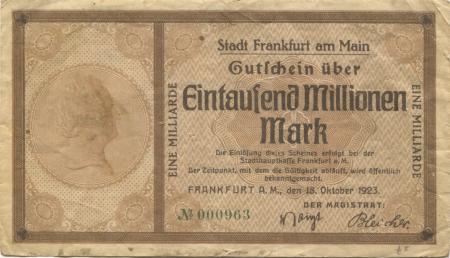 Stadt Frankfurt am Main
Gutschein über
Eintausend Millionen
Mark
Die Einlösung dieses Scheines erfolgt bei der
Stadthauptkasse Frankfurt a. M.
Der Zeitpunkt, mit dem die Gültigkeit abläuft, wird öffentlich
bekanntgemacht.
FRANKFURT A. M., den 18. Oktober 1923.
DER MAGISTRAT:
Bleicher
№ 000963
EINE MILLIARDE
EINE MILLIARDE